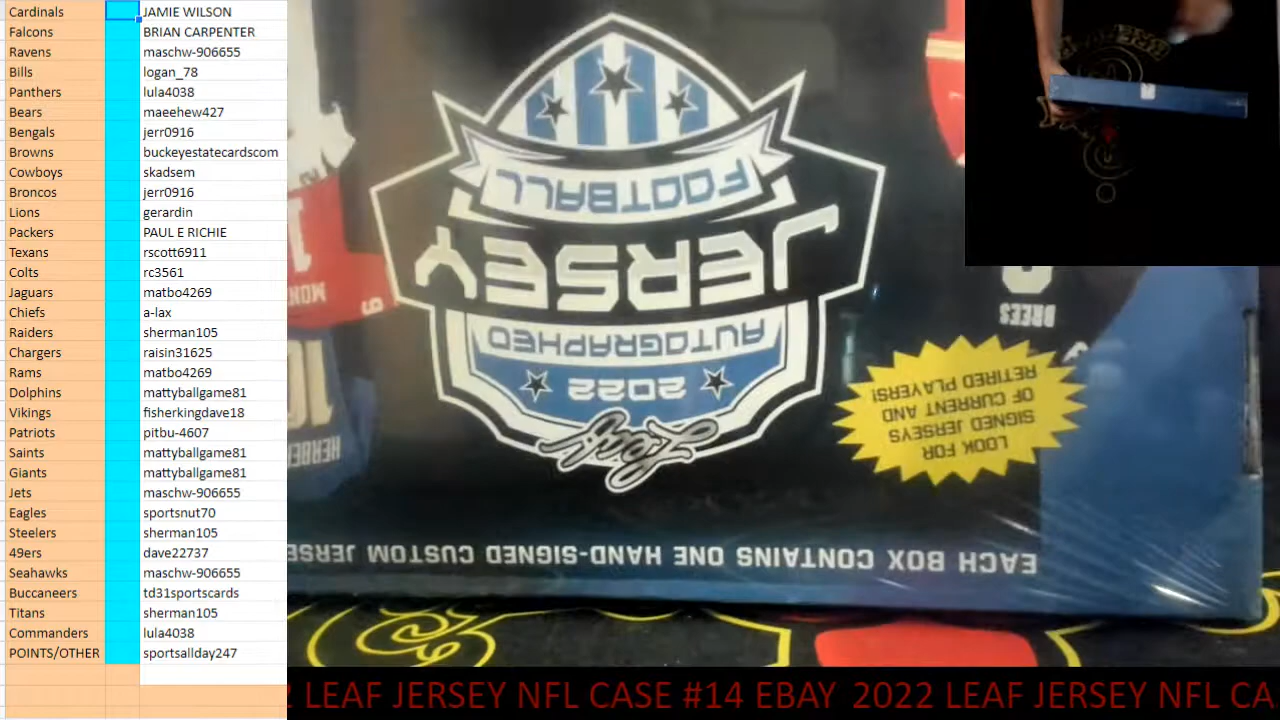 Cardinals JAMIE WILSON
Falcons BRIAN CARPENTER
Ravens maschw-906655
Bills logan_78
Panthers lula4038
Bears maeehew427
Bengals jerr0916
Browns buckeyestatecardscom
Cowboys skadsem
Broncos jerr0916
Lions gerardin
Packers PAUL E RICHIE
Texans rscott6911
Colts rc3561
Jaguars matbo4269
Chiefs a-lax
Raiders sherman105
Chargers raisin31625
Rams matbo4269
Dolphins mattyballgame81
Vikings fisherkingdave18
Patriots pitbu-4607
Saints mattyballgame81
Giants mattyballgame81
Jets maschw-906655
Eagles sportsnut70
Steelers sherman105
49ers dave22737
Seahawks maschw-906655
Buccaneers td31sportscards
Titans sherman105
Commanders lula4038
POINTS/OTHER sportsallday247
EACH BOX CONTAINS ONE HAND-SIGNED CUSTOM JERSE
Leaf
2022
AUTOGRAPHED
JERSEY
FOOTBALL
LOOK FOR
SIGNED JERSEYS
OF CURRENT AND
RETIRED PLAYERS!
DREES
2 LEAF JERSEY NFL CASE #14 EBAY 2022 LEAF JERSEY NFL CA